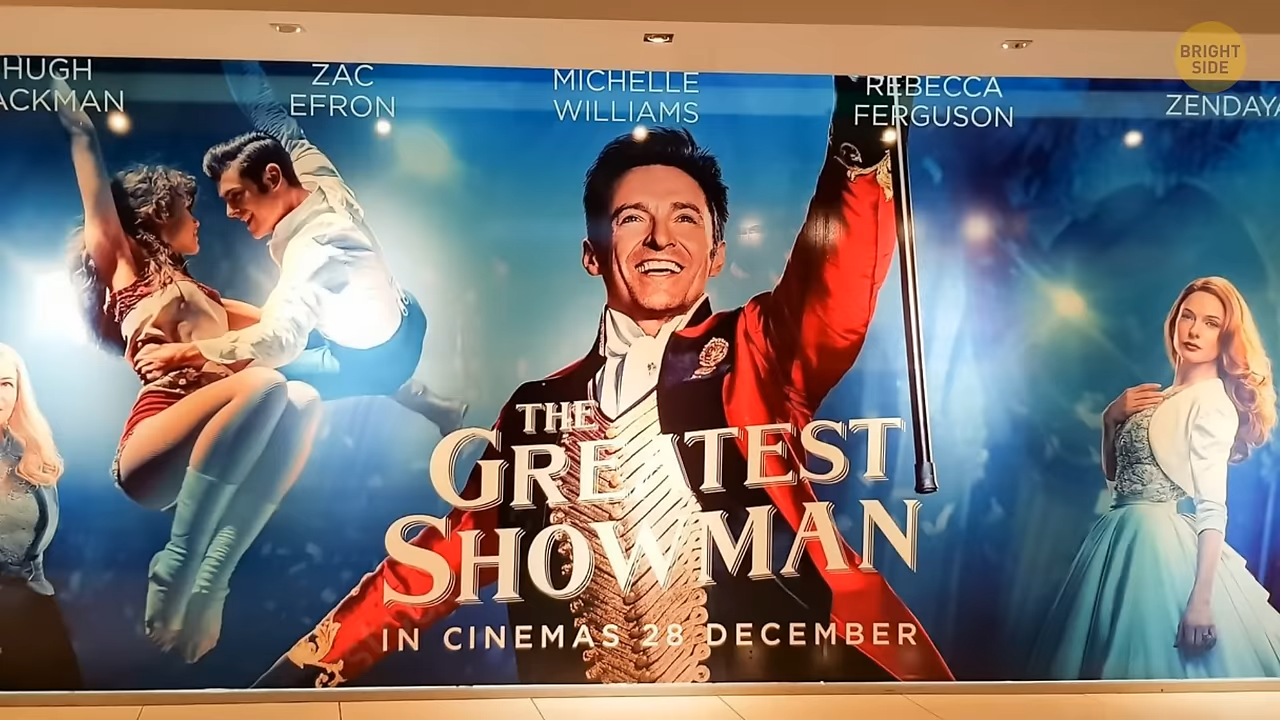 HUGH
ACKMAN
ZAC
EFRON
MICHELLE
WILLIAMS
REBECCA
FERGUSON
ZENDAYA
BRIGHT
SIDE
THE
GREATEST
SHOWMAN
IN CINEMAS 28 DECEMBER